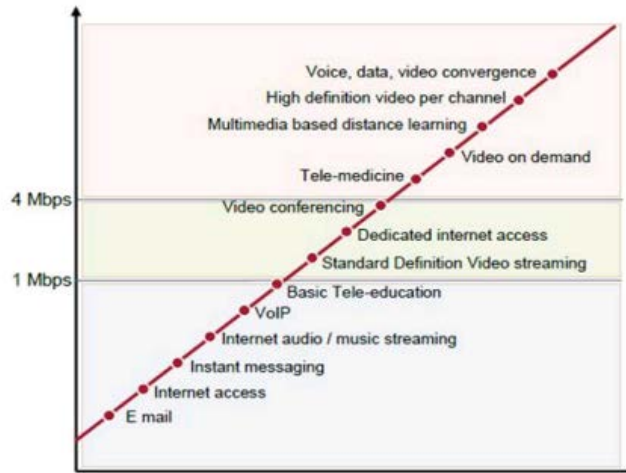 Voice, data, video convergence
High definition video per channel
Multimedia based distance learning
Video on demand
Tele-medicine
4 Mbps
Video conferencing
Dedicated internet access
Standard Definition Video streaming
1 Mbps
Basic Tele-education
VoIP
Internet audio / music streaming
Instant messaging
Internet access
E mail